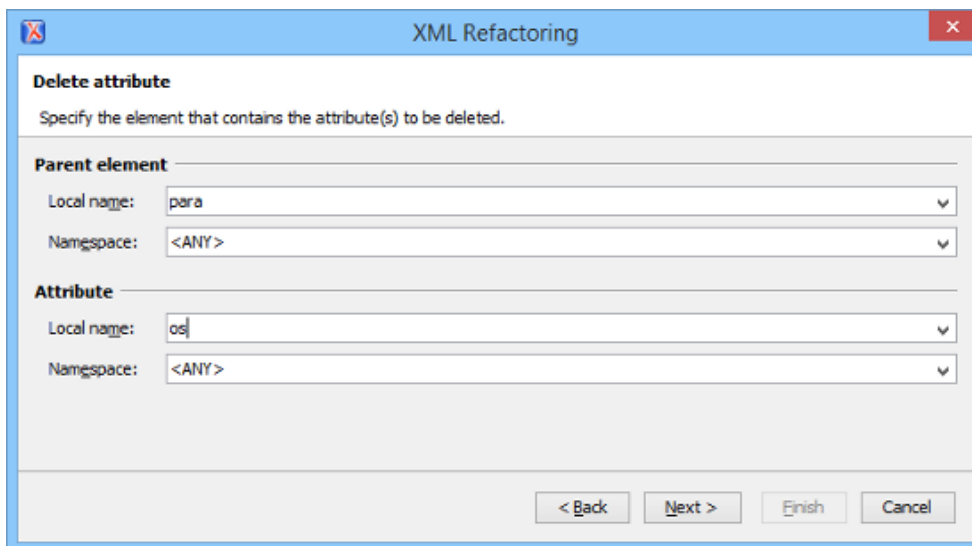 XML Refactoring
Delete attribute
Specify the element that contains the attribute(s) to be deleted.
Parent element
Local name: para
Namespace: <ANY>
Attribute
Local name: os
Namespace: <ANY>
< Back Next > Finish Cancel